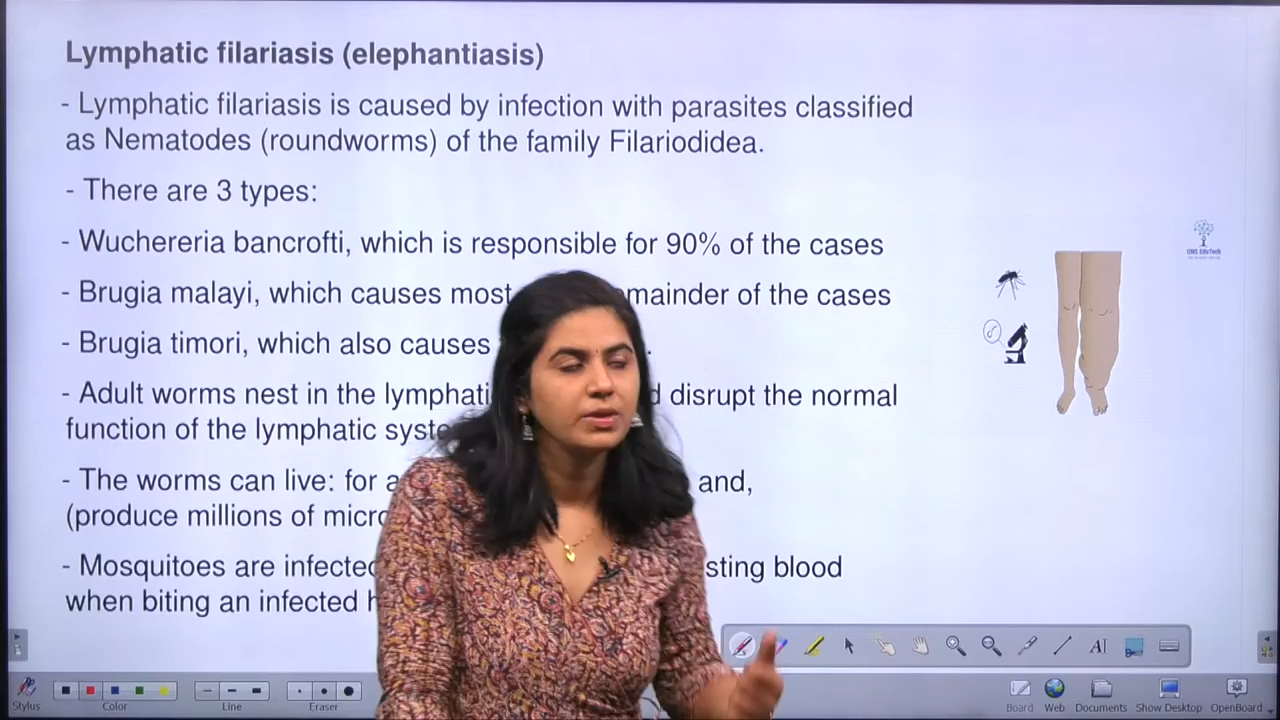 Lymphatic filariasis (elephantiasis)
- Lymphatic filariasis is caused by infection with parasites classified
as Nematodes (roundworms) of the family Filariodidea.
- There are 3 types:
- Wuchereria bancrofti, which is responsible for 90% of the cases
- Brugia malayi, which causes most mainder of the cases
- Brugia timori, which also causes .
- Adult worms nest in the lymphati d disrupt the normal
function of the lymphatic syste
- The worms can live: for a and,
(produce millions of micro
- Mosquitoes are infected sting blood
when biting an infected h
UNS EduTech
Stylus
Color
Line
Eraser
Board
Web
Documents
Show Desktop
OpenBoard